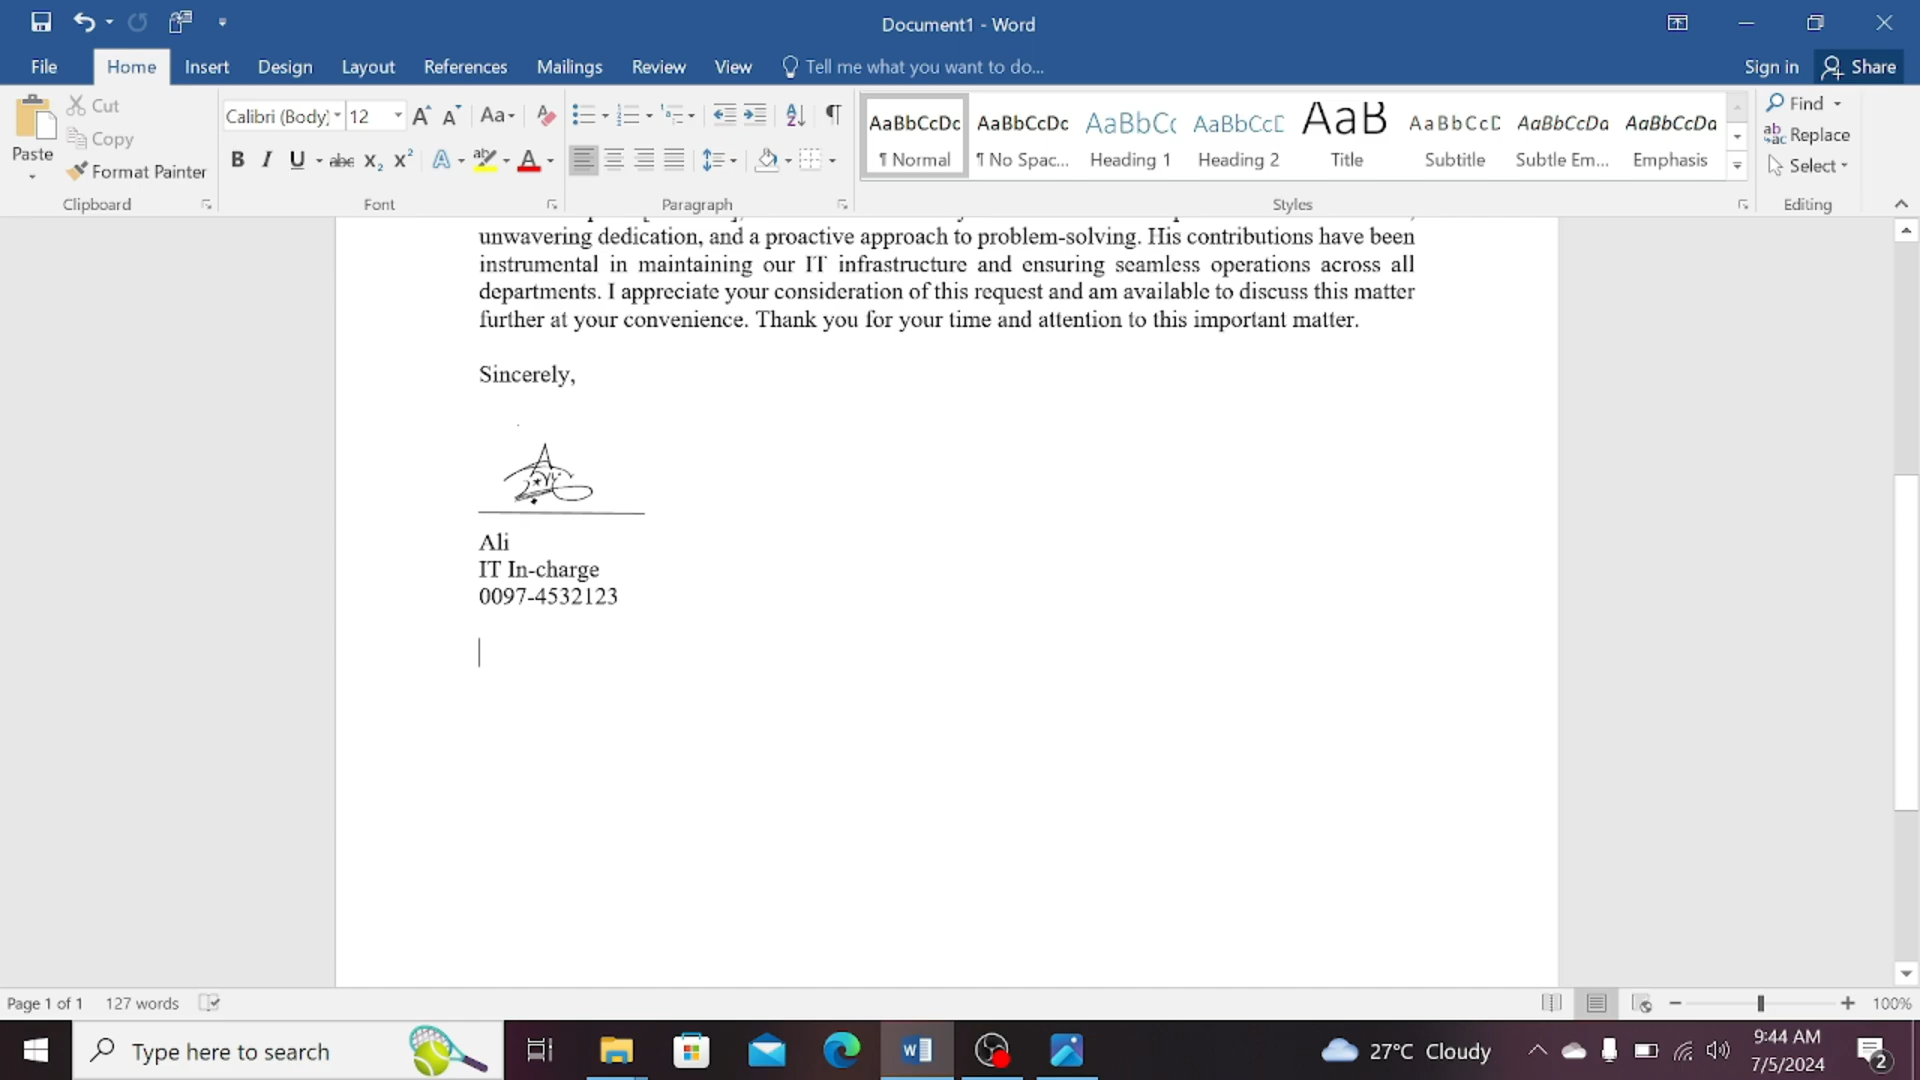 Document1 - Word
File Home Insert Design Layout References Mailings Review View Tell me what you want to do... Sign in Share
Paste Cut Copy Format Painter
Calibri (Body) 12
AaBbCcDc AaBbCcDc AaBbCc AaBbCcD AaB AaBbCcD AaBbCcDa AaBbCcDa
¶ Normal ¶ No Spac... Heading 1 Heading 2 Title Subtitle Subtle Em... Emphasis
Find
Replace
Select
Clipboard Font Paragraph Styles Editing
unwavering dedication, and a proactive approach to problem-solving. His contributions have been
instrumental in maintaining our IT infrastructure and ensuring seamless operations across all
departments. I appreciate your consideration of this request and am available to discuss this matter
further at your convenience. Thank you for your time and attention to this important matter.
Sincerely,
Ali
IT In-charge
0097-4532123
Page 1 of 1 127 words 100%
Type here to search
27°C Cloudy
9:44 AM
7/5/2024
2